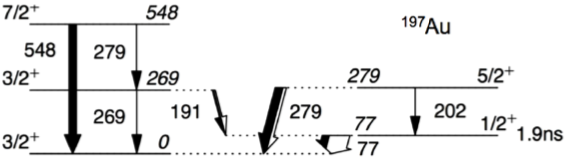 7/2⁺ 548 ¹⁹⁷Au
548 279
3/2⁺ 269 279 5/2⁺
269 191 279 202
77 1/2⁺ 1.9ns
3/2⁺ 0 77